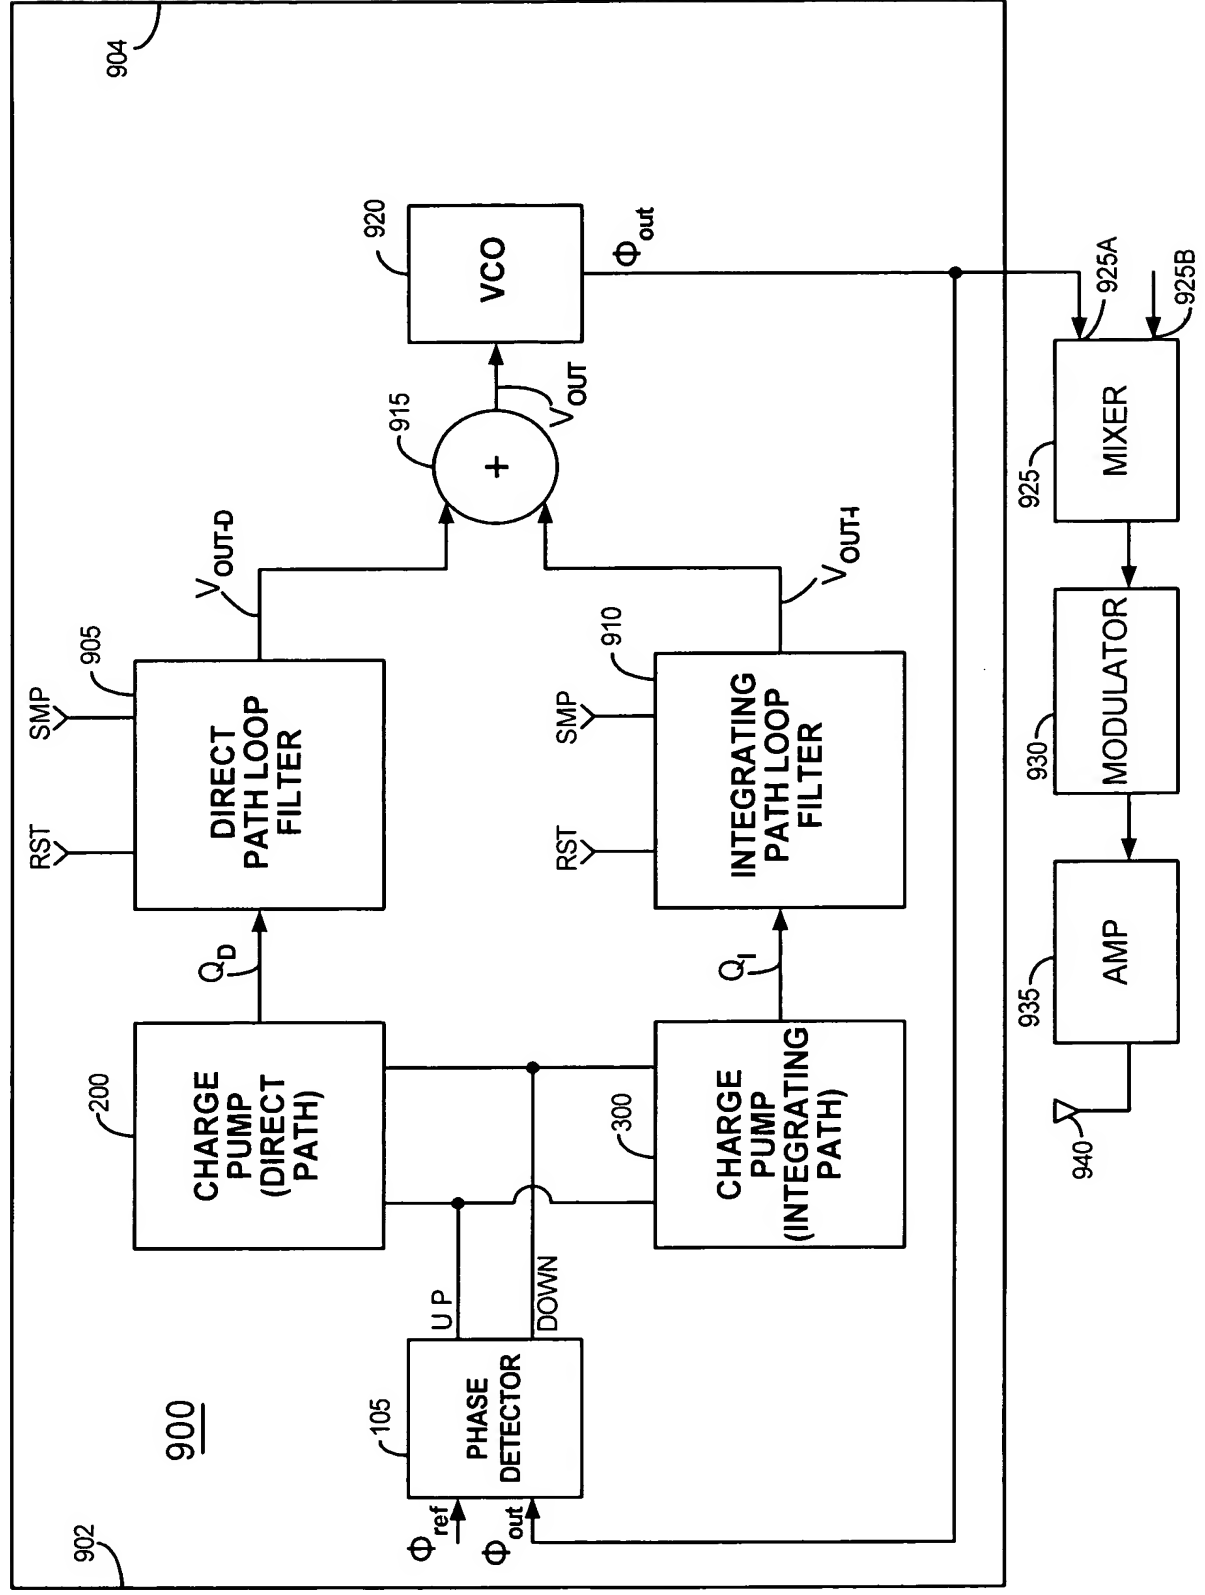 900
902
904
Φref
Φout
105
PHASE
DETECTOR
UP
DOWN
200
CHARGE
PUMP
(DIRECT
PATH)
QD
RST
SMP
905
DIRECT
PATH LOOP
FILTER
VOUT-D
300
CHARGE
PUMP
(INTEGRATING
PATH)
QI
RST
SMP
910
INTEGRATING
PATH LOOP
FILTER
VOUT-I
915
+
VOUT
920
VCO
Φout
925A
925B
925
MIXER
930
MODULATOR
935
AMP
940